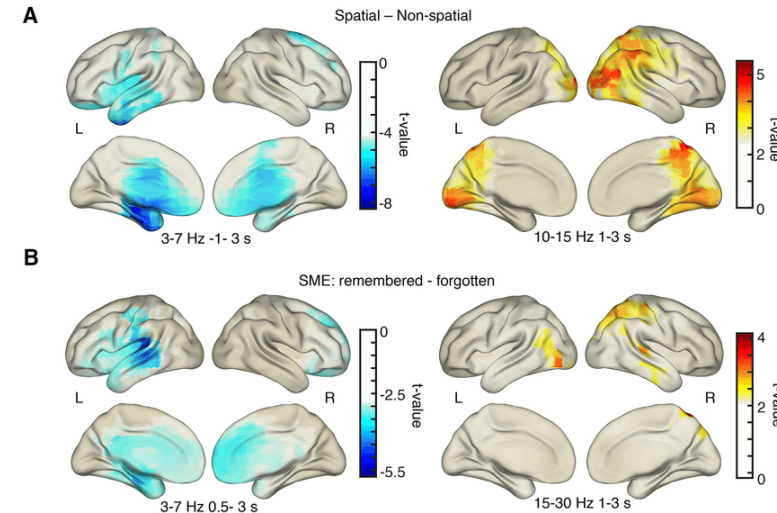 A
Spatial – Non-spatial
L
R
0
-4
-8
t-value
3-7 Hz -1- 3 s
L
R
5
2
0
t-value
10-15 Hz 1-3 s
B
SME: remembered - forgotten
L
R
0
-2.5
-5.5
t-value
3-7 Hz 0.5- 3 s
L
R
4
2
0
t-value
15-30 Hz 1-3 s